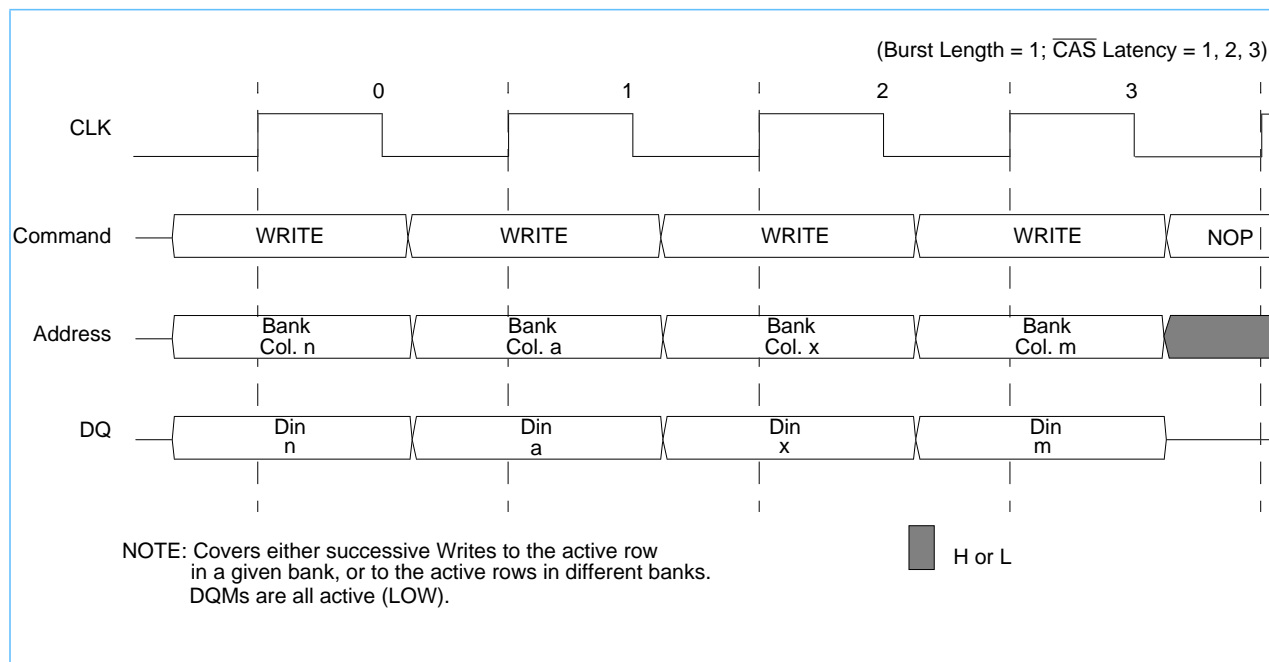 (Burst Length = 1; CAS Latency = 1, 2, 3)
0 1 2 3
CLK
Command WRITE WRITE WRITE WRITE NOP
Address Bank Bank Bank Bank
Col. n Col. a Col. x Col. m
DQ Din Din Din Din
n a x m
NOTE: Covers either successive Writes to the active row
in a given bank, or to the active rows in different banks.
DQMs are all active (LOW).
H or L